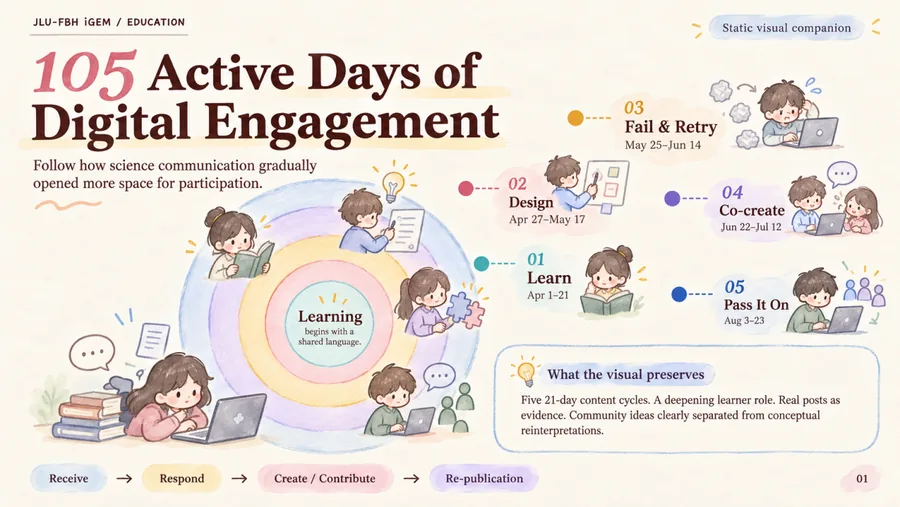 JLU-FBH iGEM / EDUCATION
Static visual companion
105 Active Days of
Digital Engagement
Follow how science communication gradually
opened more space for participation.
Learning
begins with a
shared language.
01
Learn
Apr 1–21
02
Design
Apr 27–May 17
03
Fail & Retry
May 25–Jun 14
04
Co-create
Jun 22–Jul 12
05
Pass It On
Aug 3–23
What the visual preserves
Five 21-day content cycles. A deepening learner role. Real posts as
evidence. Community ideas clearly separated from conceptual
reinterpretations.
Receive → Respond → Create / Contribute → Re-publication
01